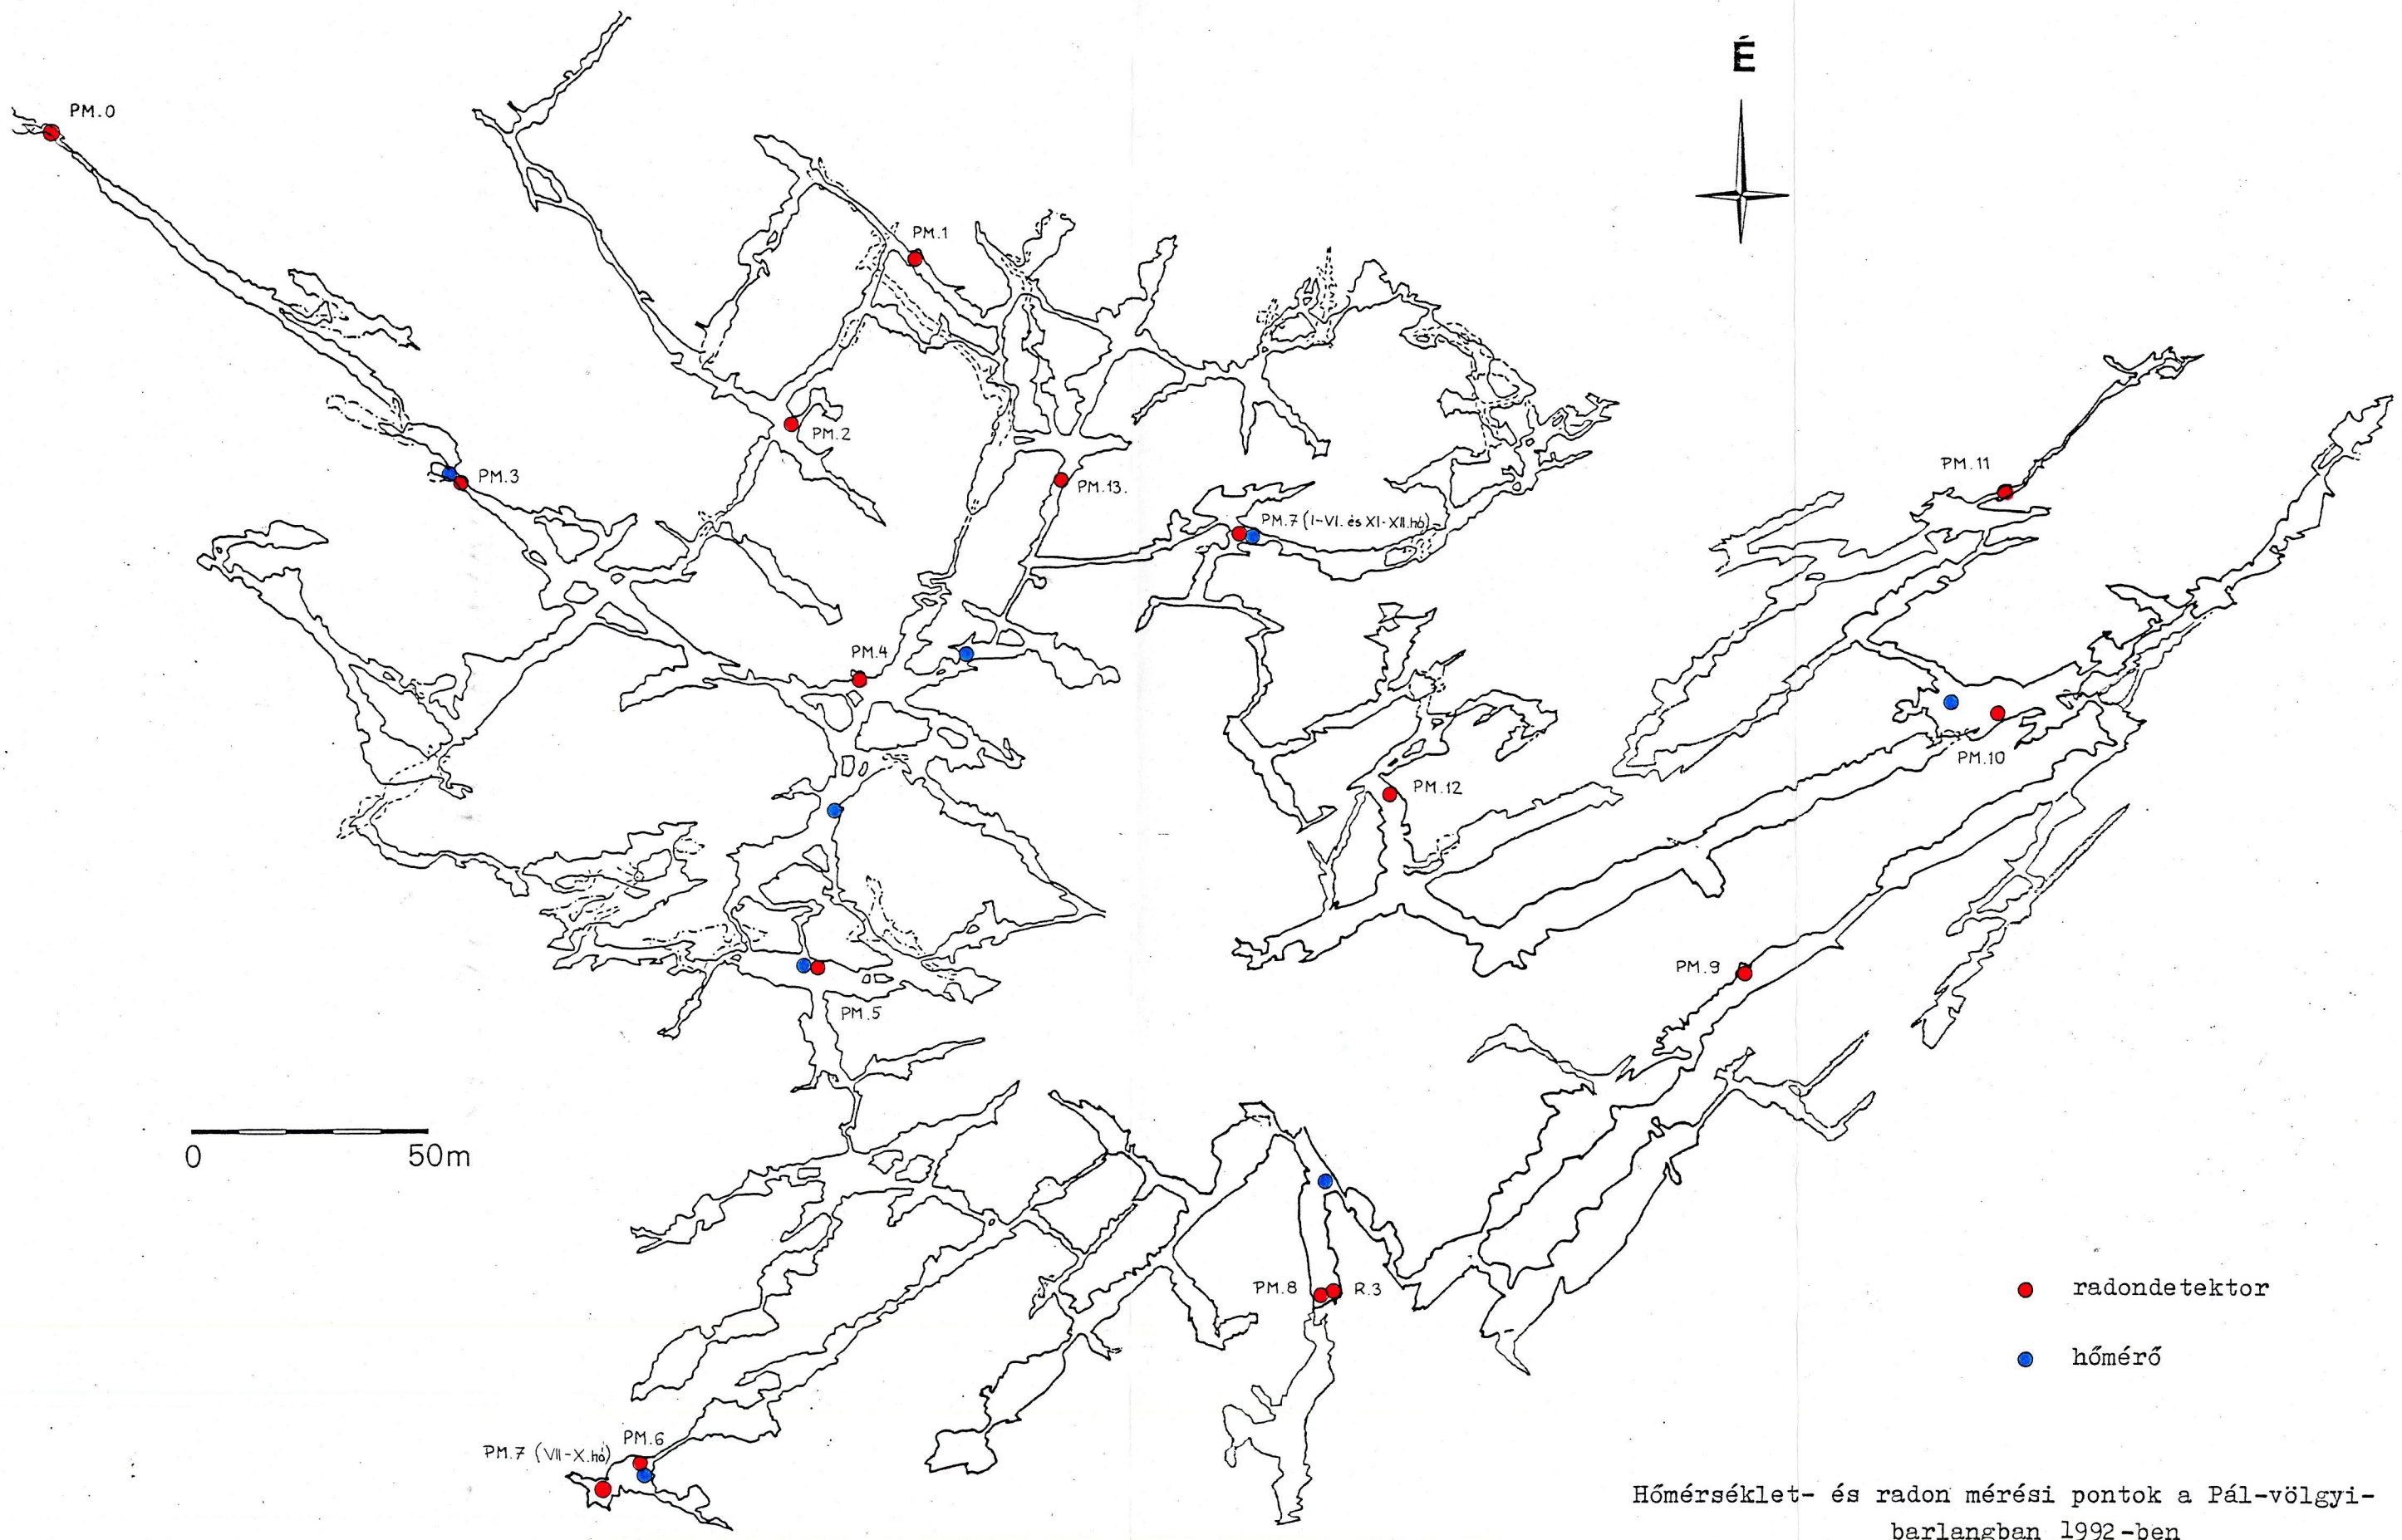 É
PM.0
PM.1
PM.2
PM.3
PM.11
PM.13.
PM.7 (I-VI. és XI-XII.hó)
PM.4
PM.10
PM.12
PM.9
PM.5
0 50m
PM.8 R.3
radondetektor
hőmérő
PM.6
PM.7 (VII-X.hó)
Hőmérséklet- és radon mérési pontok a Pál-völgyi-
barlangban 1992-ben